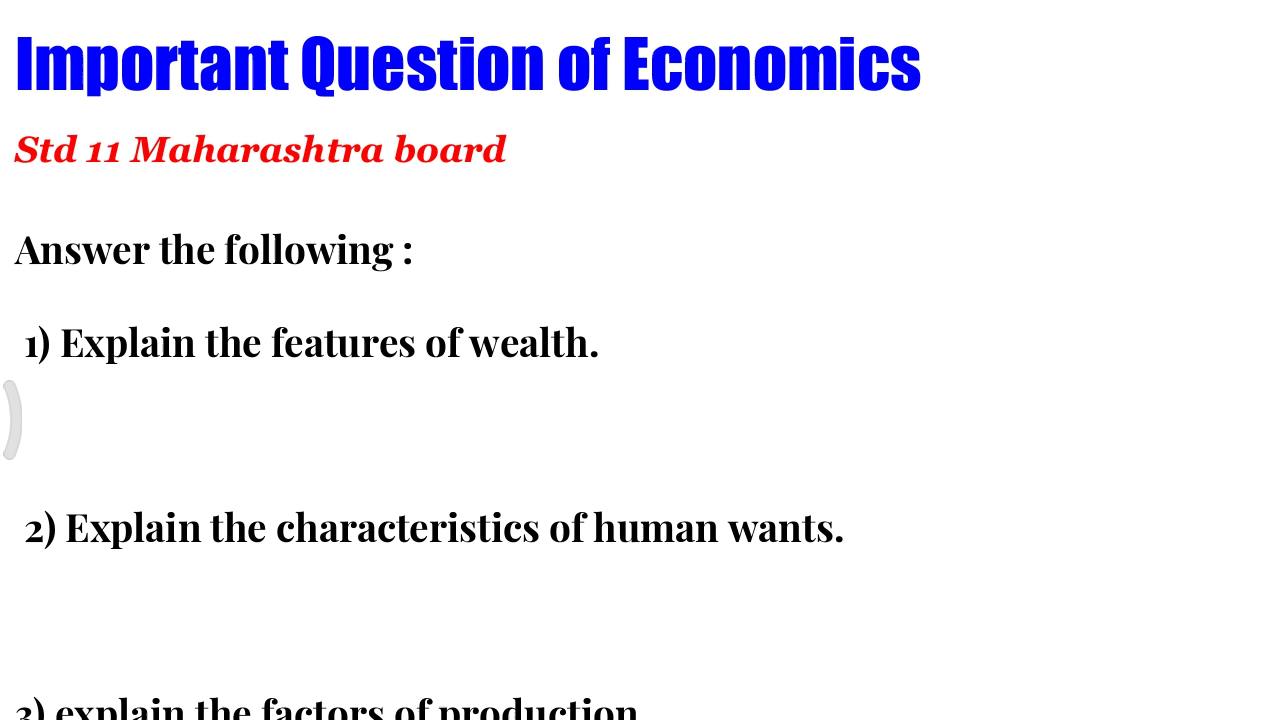 Important Question of Economics
Std 11 Maharashtra board
Answer the following :
1) Explain the features of wealth.
2) Explain the characteristics of human wants.
3) explain the factors of production